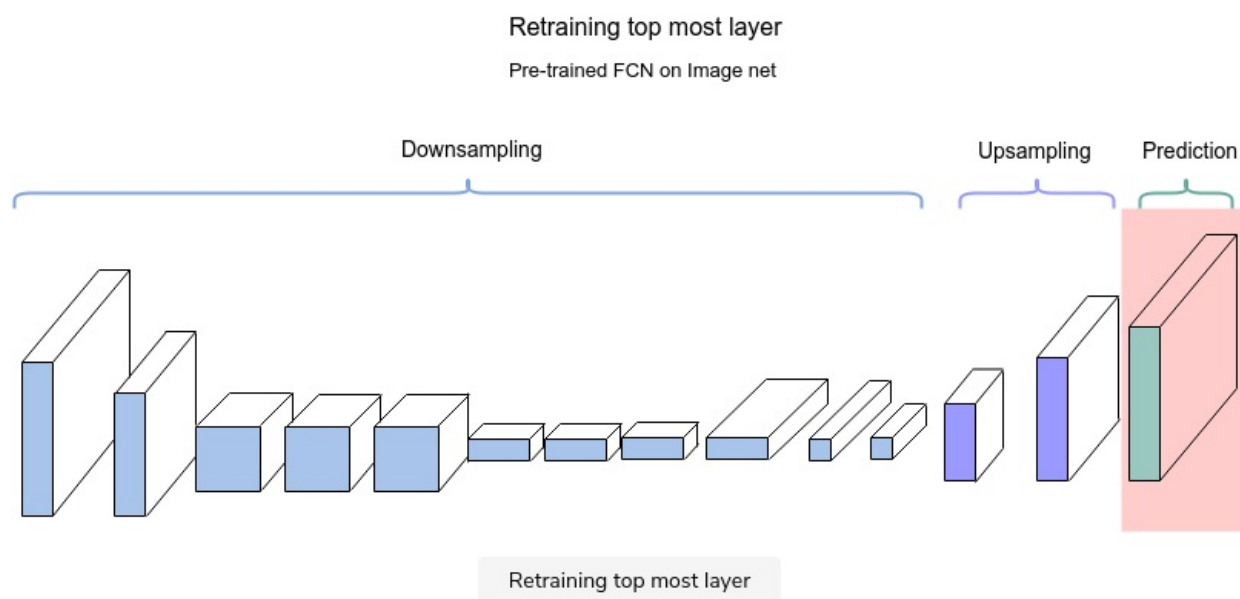 Retraining top most layer
Pre-trained FCN on Image net
Downsampling
Upsampling
Prediction
Retraining top most layer